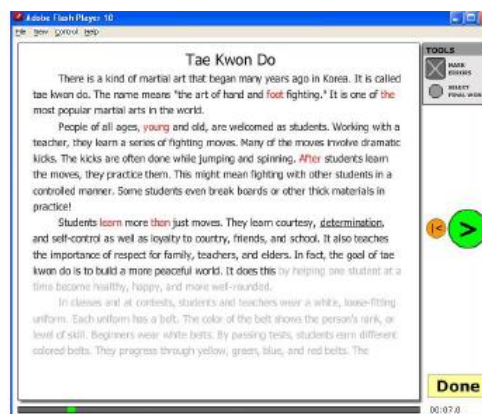 Adobe Flash Player 10
File View Control Help
Tae Kwon Do
There is a kind of martial art that began many years ago in Korea. It is called
tae kwon do. The name means "the art of hand and foot fighting." It is one of the
most popular martial arts in the world.
People of all ages, young and old, are welcomed as students. Working with a
teacher, they learn a series of fighting moves. Many of the moves involve dramatic
kicks. The kicks are often done while jumping and spinning. After students learn
the moves, they practice them. This might mean fighting with other students in a
controlled manner. Some students even break boards or other thick materials in
practice!
Students learn more than just moves. They learn courtesy, determination,
and self-control as well as loyalty to country, friends, and school. It also teaches
the importance of respect for family, teachers, and elders. In fact, the goal of tae
kwon do is to build a more peaceful world. It does this by helping one student at a
time become healthy, happy, and more well-rounded.
In classes and at contests, students and teachers wear a white, loose-fitting
uniform. Each uniform has a belt. The color of the belt shows the person's rank, or
level of skill. Beginners wear white belts. By passing tests, students earn different
colored belts. They progress through yellow, green, blue, and red belts. The
TOOLS
MARK
ERRORS
SELECT
FINAL WORD
|<
>
Done
00:07.0